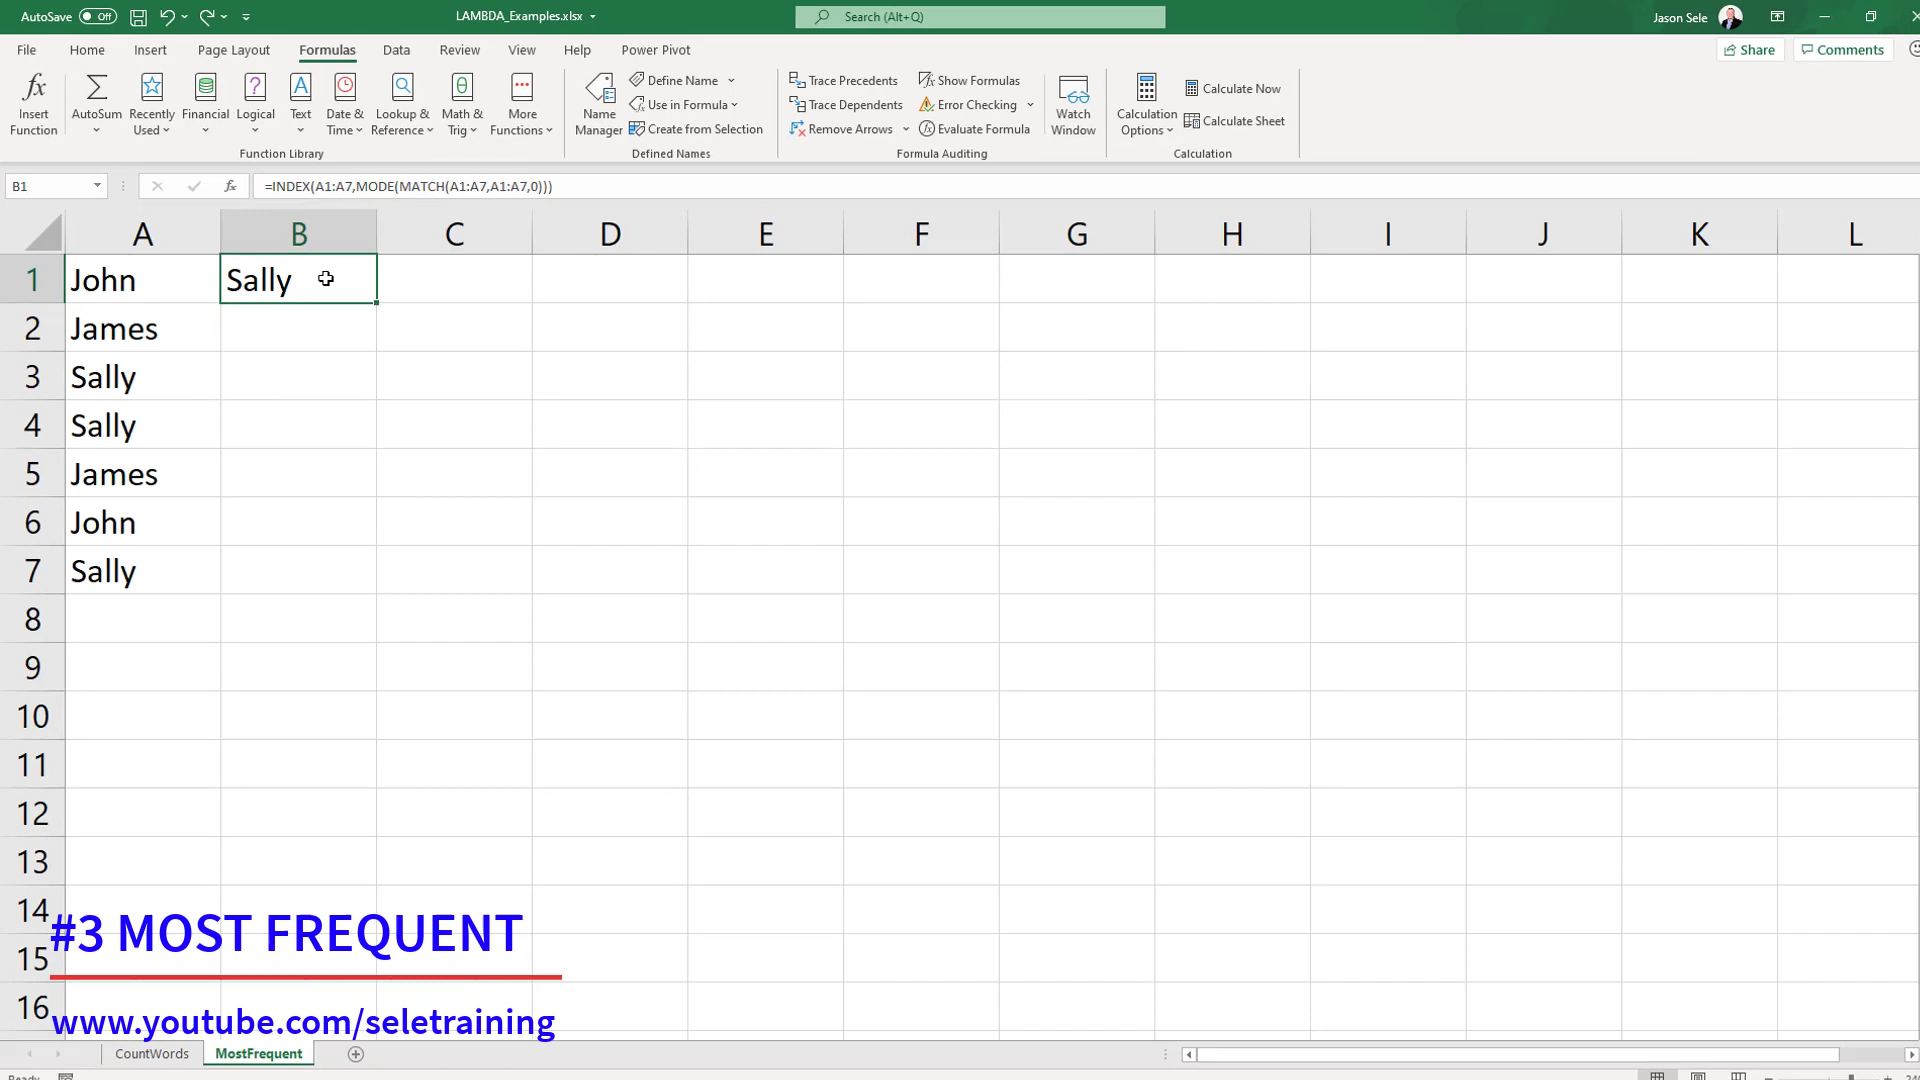 AutoSave Off LAMBDA_Examples.xlsx Search (Alt+Q) Jason Sele
File Home Insert Page Layout Formulas Data Review View Help Power Pivot Share Comments
Insert Function
AutoSum
Recently Used
Financial
Logical
Text
Date & Time
Lookup & Reference
Math & Trig
More Functions
Function Library
Name Manager
Define Name
Use in Formula
Create from Selection
Defined Names
Trace Precedents
Trace Dependents
Remove Arrows
Show Formulas
Error Checking
Evaluate Formula
Formula Auditing
Watch Window
Calculation Options
Calculate Now
Calculate Sheet
Calculation
B1 fx =INDEX(A1:A7,MODE(MATCH(A1:A7,A1:A7,0)))
A B C D E F G H I J K L
1 John Sally
2 James
3 Sally
4 Sally
5 James
6 John
7 Sally
8
9
10
11
12
13
14
#3 MOST FREQUENT
15
16
www.youtube.com/seletraining
CountWords MostFrequent